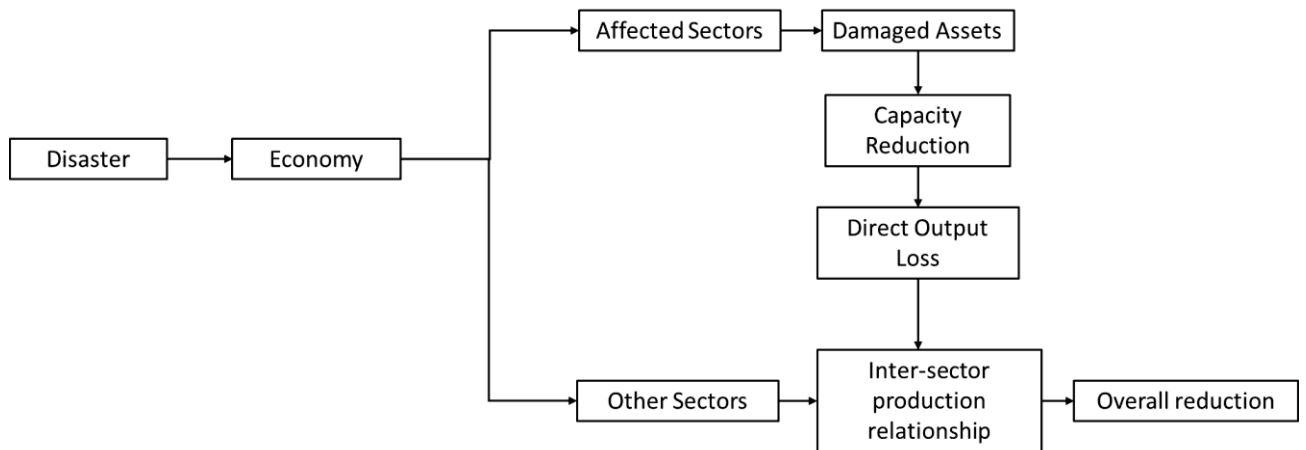 Affected Sectors
Damaged Assets
Capacity
Reduction
Disaster
Economy
Direct Output
Loss
Other Sectors
Inter-sector
production
relationship
Overall reduction